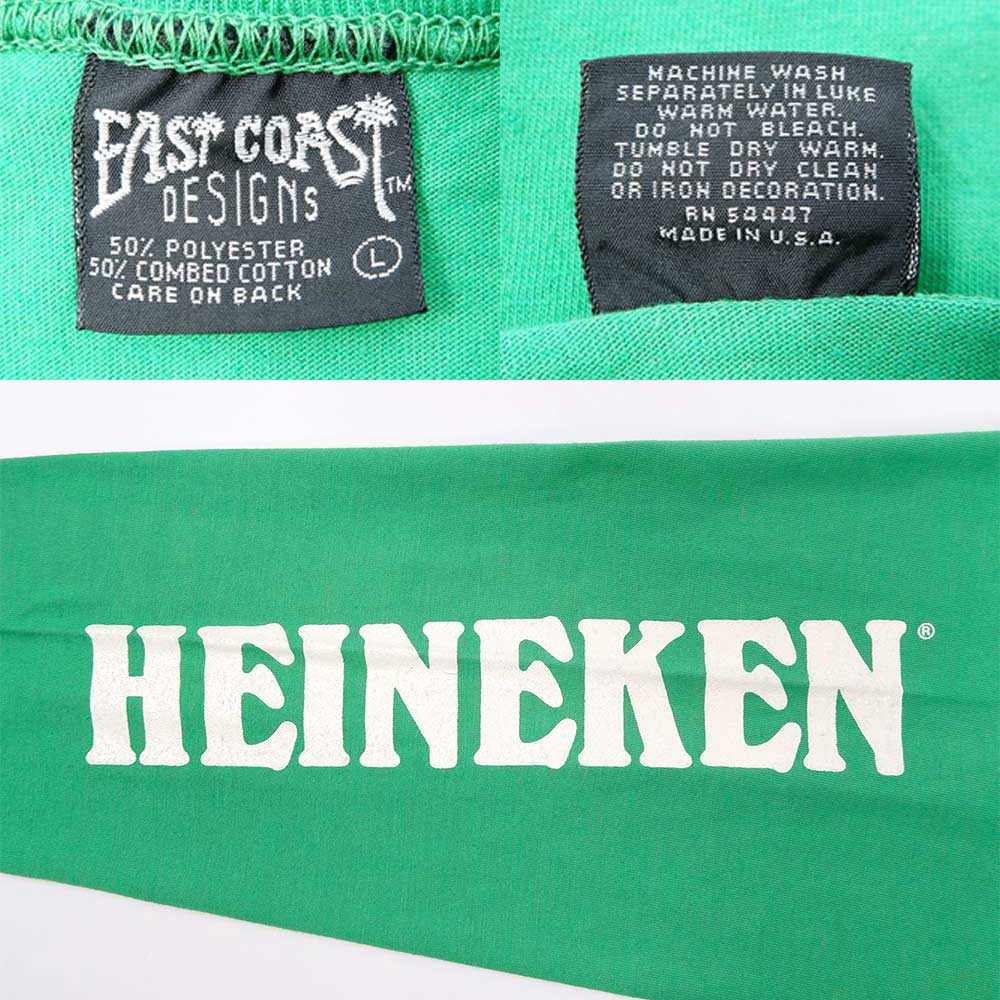 EAST COAST
DESIGNS TM
50% POLYESTER
50% COMBED COTTON L
CARE ON BACK
MACHINE WASH
SEPARATELY IN LUKE
WARM WATER.
DO NOT BLEACH.
TUMBLE DRY WARM.
DO NOT DRY CLEAN
OR IRON DECORATION.
RN 54447
MADE IN U.S.A.
HEINEKEN®